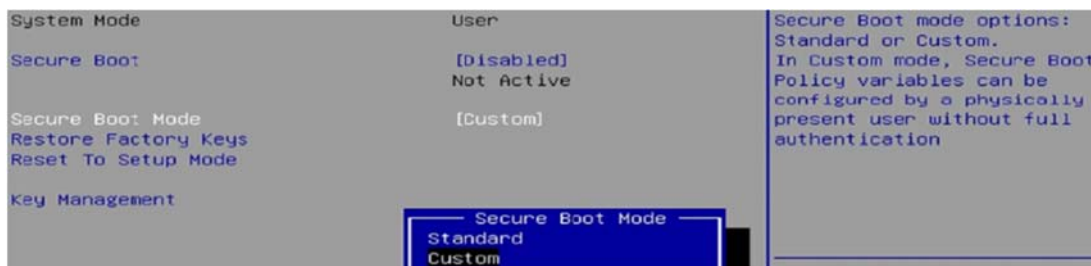 System Mode User
Secure Boot [Disabled]
Not Active
Secure Boot Mode [Custom]
Restore Factory Keys
Reset To Setup Mode
Key Management
Secure Boot Mode
Standard
Custom
Secure Boot mode options:
Standard or Custom.
In Custom mode, Secure Boot
Policy variables can be
configured by a physically
present user without full
authentication